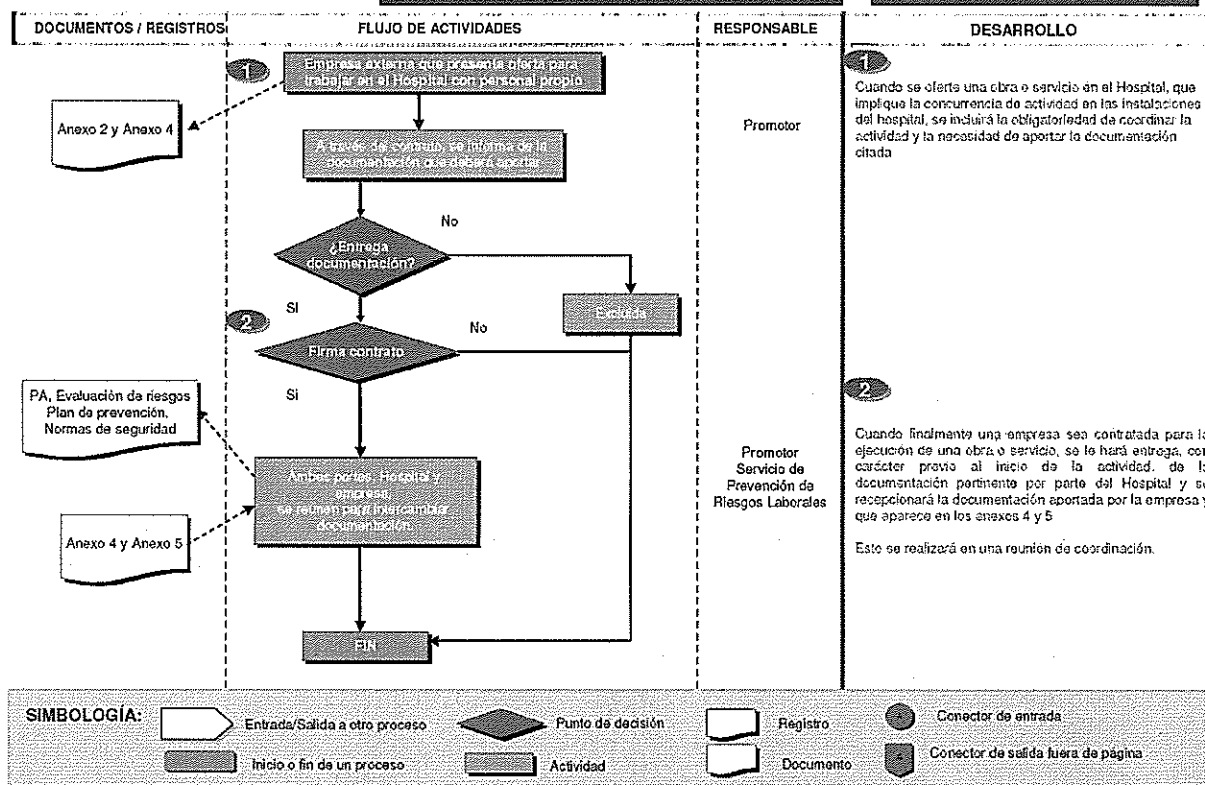 DOCUMENTOS / REGISTROS
FLUJO DE ACTIVIDADES
RESPONSABLE
DESARROLLO
1
Empresa externa que presenta oferta para
trabajar en el Hospital con personal propio
Anexo 2 y Anexo 4
A través del contrato, se informa de la
documentación que deberá aportar
¿Entrega
documentación?
No
Si
Excluida
2
Firma contrato
No
Si
PA, Evaluación de riesgos
Plan de prevención,
Normas de seguridad
Ambas partes, Hospital y
empresa,
se reunen para intercambiar
documentación
Anexo 4 y Anexo 5
FIN
Promotor
Promotor
Servicio de
Prevención de
Riesgos Laborales
1
Cuando se oferte una obra o servicio en el Hospital, que
implique la concurrencia de actividad en las instalaciones
del hospital, se incluirá la obligatoriedad de coordinar la
actividad y la necesidad de aportar la documentación
citada
2
Cuando finalmente una empresa sea contratada para la
ejecución de una obra o servicio, se le hará entrega, con
carácter previo al inicio de la actividad, de la
documentación pertinente por parte del Hospital y se
recepcionará la documentación aportada por la empresa y
que aparece en los anexos 4 y 5
Esto se realizará en una reunión de coordinación.
SIMBOLOGÍA:
Entrada/Salida a otro proceso
Punto de decisión
Registro
Conector de entrada
Inicio o fin de un proceso
Actividad
Documento
Conector de salida fuera de página